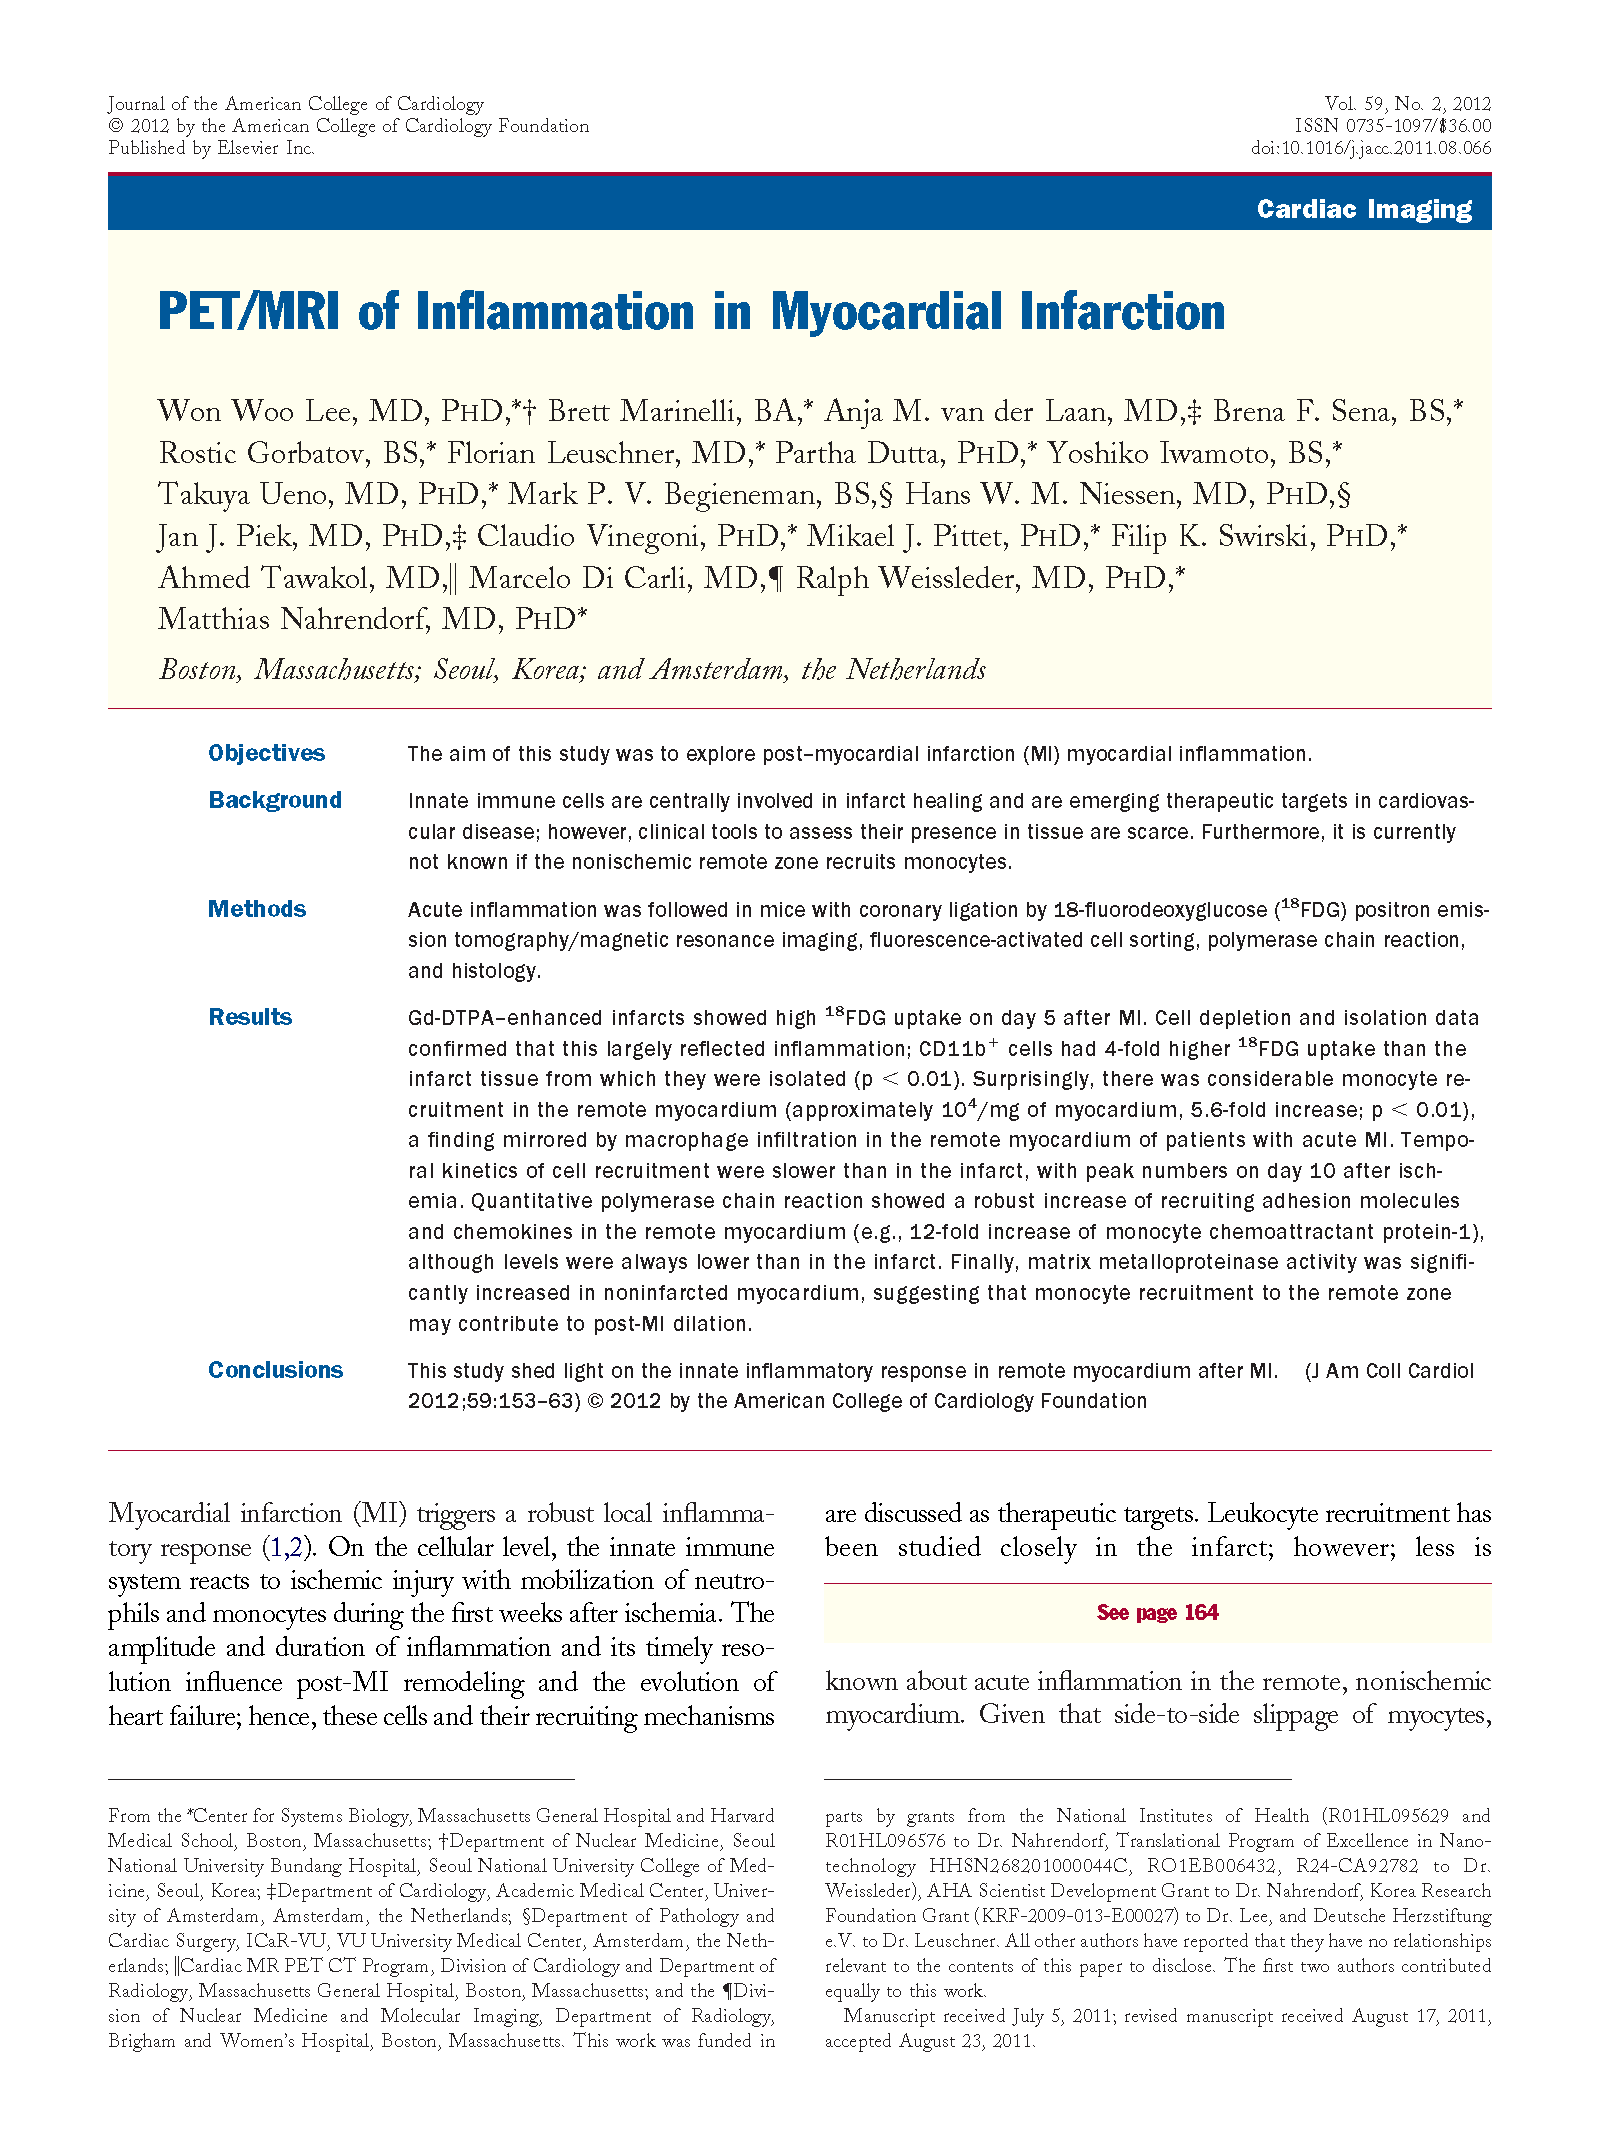 Journal of the American College of Cardiology
© 2012 by the American College of Cardiology Foundation
Published by Elsevier Inc.
Vol. 59, No. 2, 2012
ISSN 0735-1097/$36.00
doi:10.1016/j.jacc.2011.08.066
Cardiac Imaging
PET/MRI of Inflammation in Myocardial Infarction
Won Woo Lee, MD, PhD,*† Brett Marinelli, BA,* Anja M. van der Laan, MD,‡ Brena F. Sena, BS,*
Rostic Gorbatov, BS,* Florian Leuschner, MD,* Partha Dutta, PhD,* Yoshiko Iwamoto, BS,*
Takuya Ueno, MD, PhD,* Mark P. V. Begieneman, BS,§ Hans W. M. Niessen, MD, PhD,§
Jan J. Piek, MD, PhD,‡ Claudio Vinegoni, PhD,* Mikael J. Pittet, PhD,* Filip K. Swirski, PhD,*
Ahmed Tawakol, MD,∥ Marcelo Di Carli, MD,¶ Ralph Weissleder, MD, PhD,*
Matthias Nahrendorf, MD, PhD*
Boston, Massachusetts; Seoul, Korea; and Amsterdam, the Netherlands
Objectives The aim of this study was to explore post–myocardial infarction (MI) myocardial inflammation.
Background Innate immune cells are centrally involved in infarct healing and are emerging therapeutic targets in cardiovas-
cular disease; however, clinical tools to assess their presence in tissue are scarce. Furthermore, it is currently
not known if the nonischemic remote zone recruits monocytes.
Methods Acute inflammation was followed in mice with coronary ligation by 18-fluorodeoxyglucose (¹⁸FDG) positron emis-
sion tomography/magnetic resonance imaging, fluorescence-activated cell sorting, polymerase chain reaction,
and histology.
Results Gd-DTPA–enhanced infarcts showed high ¹⁸FDG uptake on day 5 after MI. Cell depletion and isolation data
confirmed that this largely reflected inflammation; CD11b⁺ cells had 4-fold higher ¹⁸FDG uptake than the
infarct tissue from which they were isolated (p < 0.01). Surprisingly, there was considerable monocyte re-
cruitment in the remote myocardium (approximately 10⁴/mg of myocardium, 5.6-fold increase; p < 0.01),
a finding mirrored by macrophage infiltration in the remote myocardium of patients with acute MI. Tempo-
ral kinetics of cell recruitment were slower than in the infarct, with peak numbers on day 10 after isch-
emia. Quantitative polymerase chain reaction showed a robust increase of recruiting adhesion molecules
and chemokines in the remote myocardium (e.g., 12-fold increase of monocyte chemoattractant protein-1),
although levels were always lower than in the infarct. Finally, matrix metalloproteinase activity was signifi-
cantly increased in noninfarcted myocardium, suggesting that monocyte recruitment to the remote zone
may contribute to post-MI dilation.
Conclusions This study shed light on the innate inflammatory response in remote myocardium after MI. (J Am Coll Cardiol
2012;59:153–63) © 2012 by the American College of Cardiology Foundation
Myocardial infarction (MI) triggers a robust local inflamma-
tory response (1,2). On the cellular level, the innate immune
system reacts to ischemic injury with mobilization of neutro-
phils and monocytes during the first weeks after ischemia. The
amplitude and duration of inflammation and its timely reso-
lution influence post-MI remodeling and the evolution of
heart failure; hence, these cells and their recruiting mechanisms
are discussed as therapeutic targets. Leukocyte recruitment has
been studied closely in the infarct; however; less is
See page 164
known about acute inflammation in the remote, nonischemic
myocardium. Given that side-to-side slippage of myocytes,
From the *Center for Systems Biology, Massachusetts General Hospital and Harvard
Medical School, Boston, Massachusetts; †Department of Nuclear Medicine, Seoul
National University Bundang Hospital, Seoul National University College of Med-
icine, Seoul, Korea; ‡Department of Cardiology, Academic Medical Center, Univer-
sity of Amsterdam, Amsterdam, the Netherlands; §Department of Pathology and
Cardiac Surgery, ICaR-VU, VU University Medical Center, Amsterdam, the Neth-
erlands; ∥Cardiac MR PET CT Program, Division of Cardiology and Department of
Radiology, Massachusetts General Hospital, Boston, Massachusetts; and the ¶Divi-
sion of Nuclear Medicine and Molecular Imaging, Department of Radiology,
Brigham and Women's Hospital, Boston, Massachusetts. This work was funded in
parts by grants from the National Institutes of Health (R01HL095629 and
R01HL096576 to Dr. Nahrendorf, Translational Program of Excellence in Nano-
technology HHSN268201000044C, RO1EB006432, R24-CA92782 to Dr.
Weissleder), AHA Scientist Development Grant to Dr. Nahrendorf, Korea Research
Foundation Grant (KRF-2009-013-E00027) to Dr. Lee, and Deutsche Herzstiftung
e.V. to Dr. Leuschner. All other authors have reported that they have no relationships
relevant to the contents of this paper to disclose. The first two authors contributed
equally to this work.
Manuscript received July 5, 2011; revised manuscript received August 17, 2011,
accepted August 23, 2011.